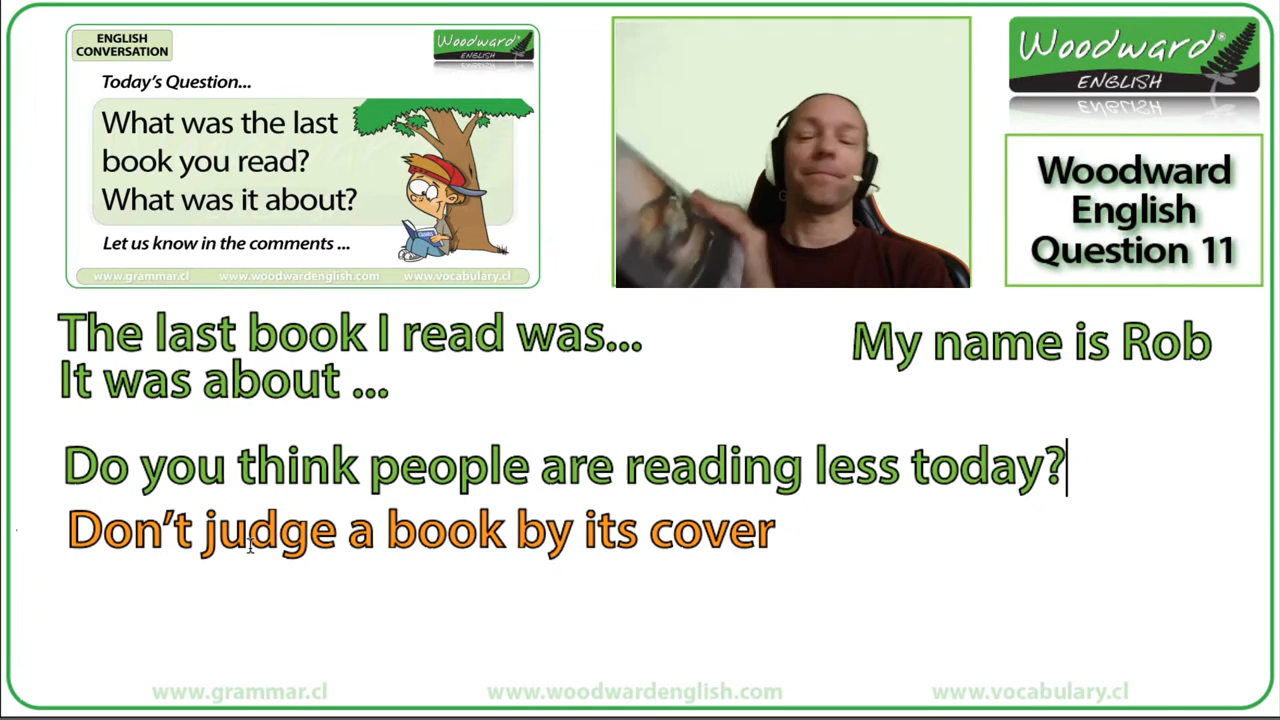 ENGLISH
CONVERSATION
Woodward
ENGLISH
Today's Question...
What was the last
book you read?
What was it about?
Let us know in the comments ...
www.grammar.cl www.woodwardenglish.com www.vocabulary.cl
Woodward®
ENGLISH
Woodward
English
Question 11
The last book I read was...
It was about ...
My name is Rob
Do you think people are reading less today?
Don't judge a book by its cover
www.grammar.cl www.woodwardenglish.com www.vocabulary.cl